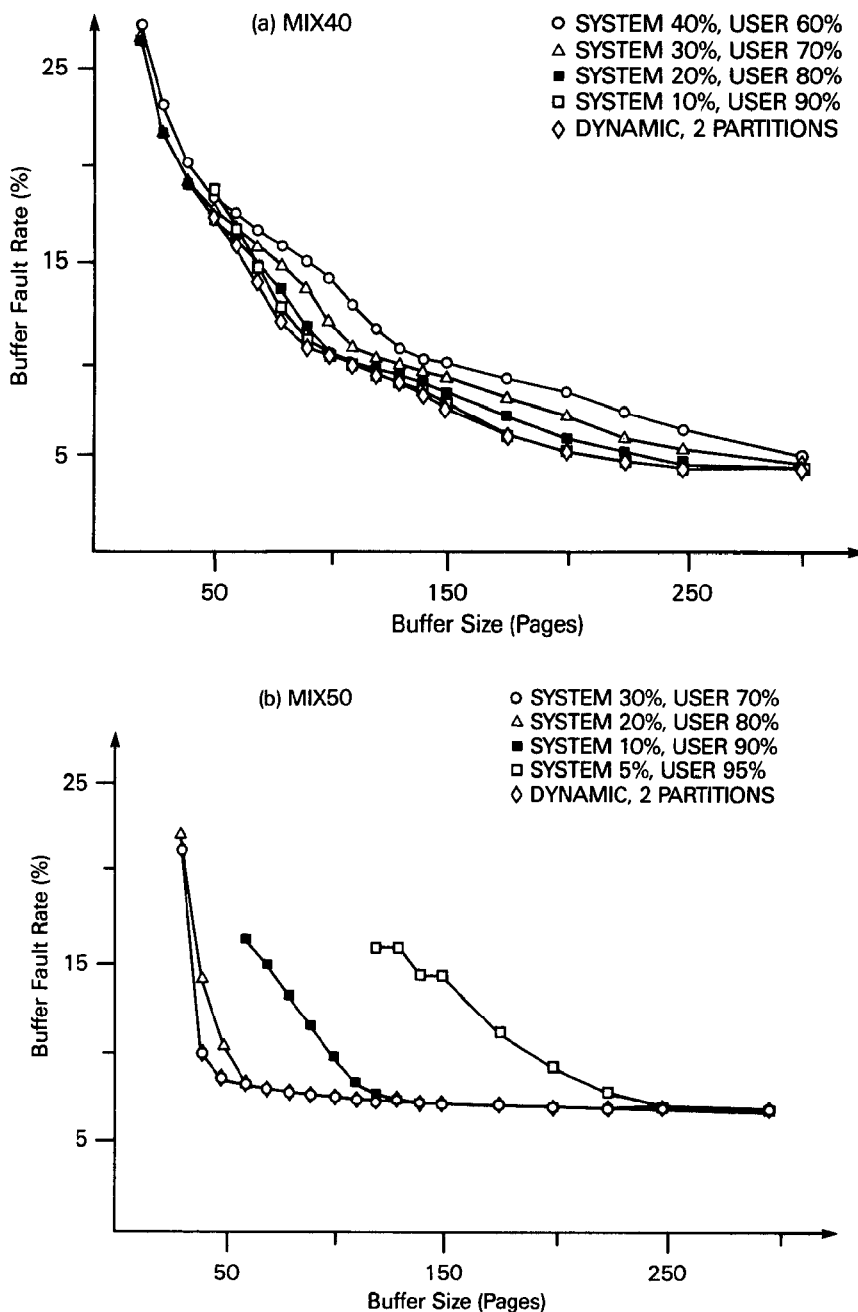 (a) MIX40
○ SYSTEM 40%, USER 60%
△ SYSTEM 30%, USER 70%
■ SYSTEM 20%, USER 80%
□ SYSTEM 10%, USER 90%
◇ DYNAMIC, 2 PARTITIONS
Buffer Fault Rate (%)
25
15
5
50
150
250
Buffer Size (Pages)
(b) MIX50
○ SYSTEM 30%, USER 70%
△ SYSTEM 20%, USER 80%
■ SYSTEM 10%, USER 90%
□ SYSTEM 5%, USER 95%
◇ DYNAMIC, 2 PARTITIONS
Buffer Fault Rate (%)
25
15
5
50
150
250
Buffer Size (Pages)